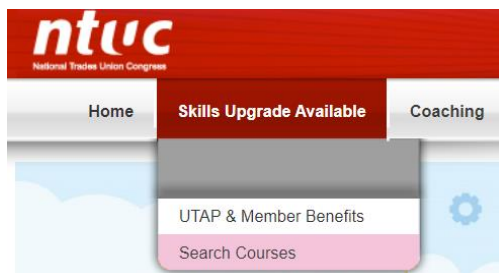 ntuc
National Trades Union Congress
Home
Skills Upgrade Available
Coaching
UTAP & Member Benefits
Search Courses